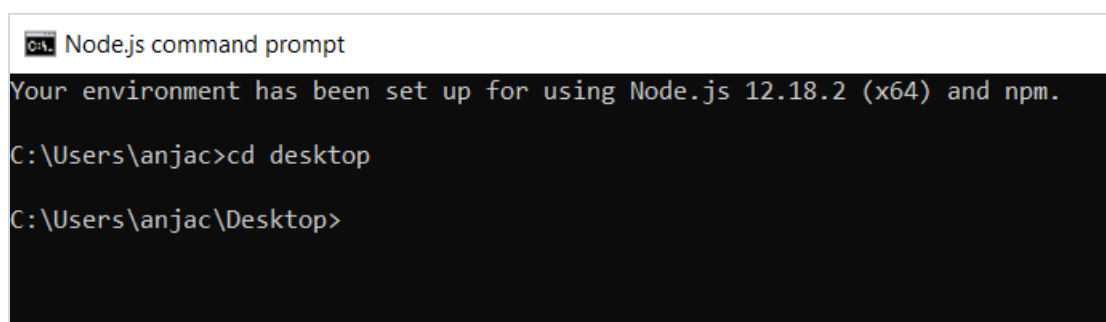 Node.js command prompt
Your environment has been set up for using Node.js 12.18.2 (x64) and npm.
C:\Users\anjac>cd desktop
C:\Users\anjac\Desktop>